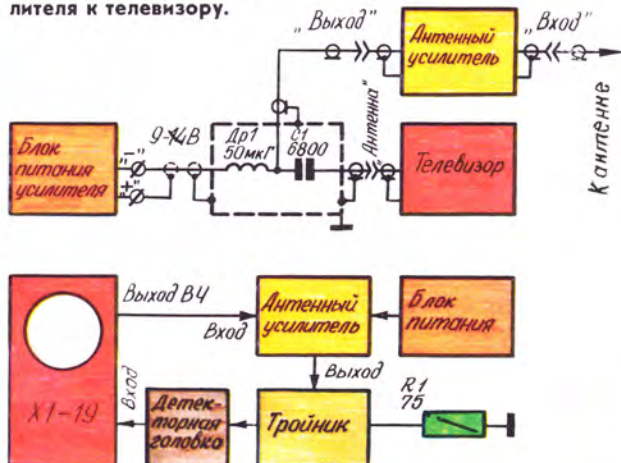 лителя к телевизору.
„Выход"
Антенный
усилитель
„Вход"
К антенне
Блок
питания
усилителя
„–"
„+"
9-14В
Др1
50мкГ
С1
6800
„Антенна"
Телевизор
Х1-19
Выход ВЧ
Вход
Антенный
усилитель
Блок
питания
Выход
Вход
Детек-
торная
головка
Тройник
R1
75